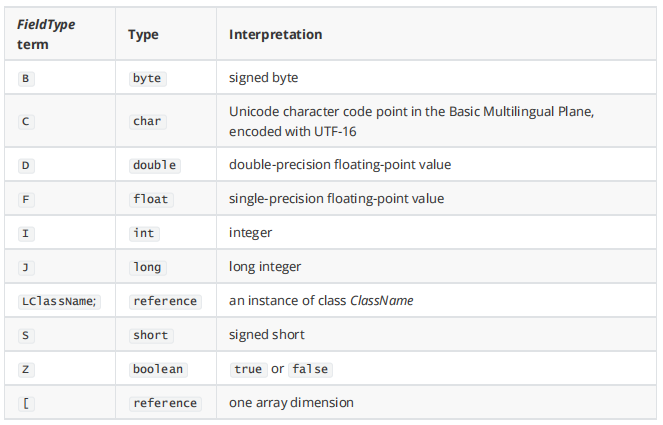 FieldType
term Type Interpretation
B byte signed byte
C char Unicode character code point in the Basic Multilingual Plane,
encoded with UTF-16
D double double-precision floating-point value
F float single-precision floating-point value
I int integer
J long long integer
LClassName; reference an instance of class ClassName
S short signed short
Z boolean true or false
[ reference one array dimension